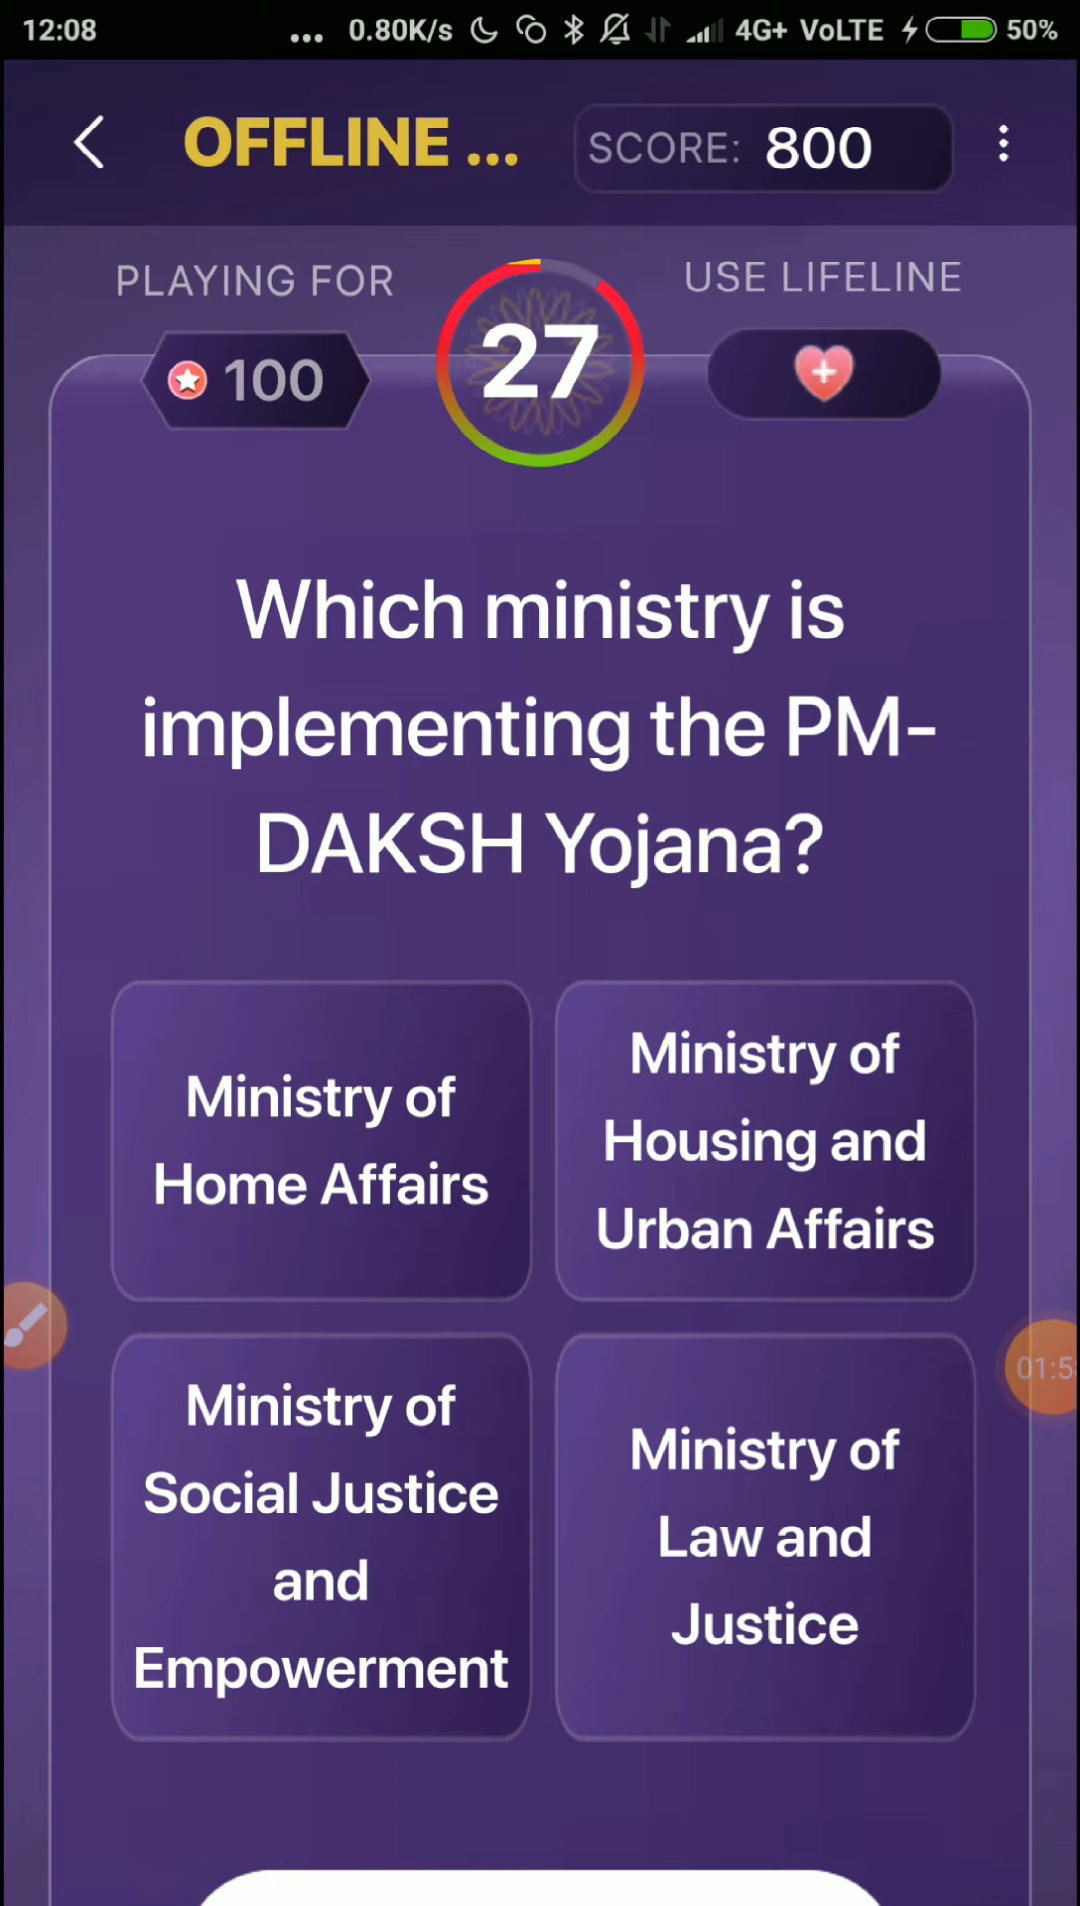 12:08 ... 0.80K/s 4G+ VoLTE 50%
OFFLINE ... SCORE: 800
PLAYING FOR
USE LIFELINE
100
27
Which ministry is
implementing the PM-
DAKSH Yojana?
Ministry of
Home Affairs
Ministry of
Housing and
Urban Affairs
Ministry of
Social Justice
and
Empowerment
Ministry of
Law and
Justice